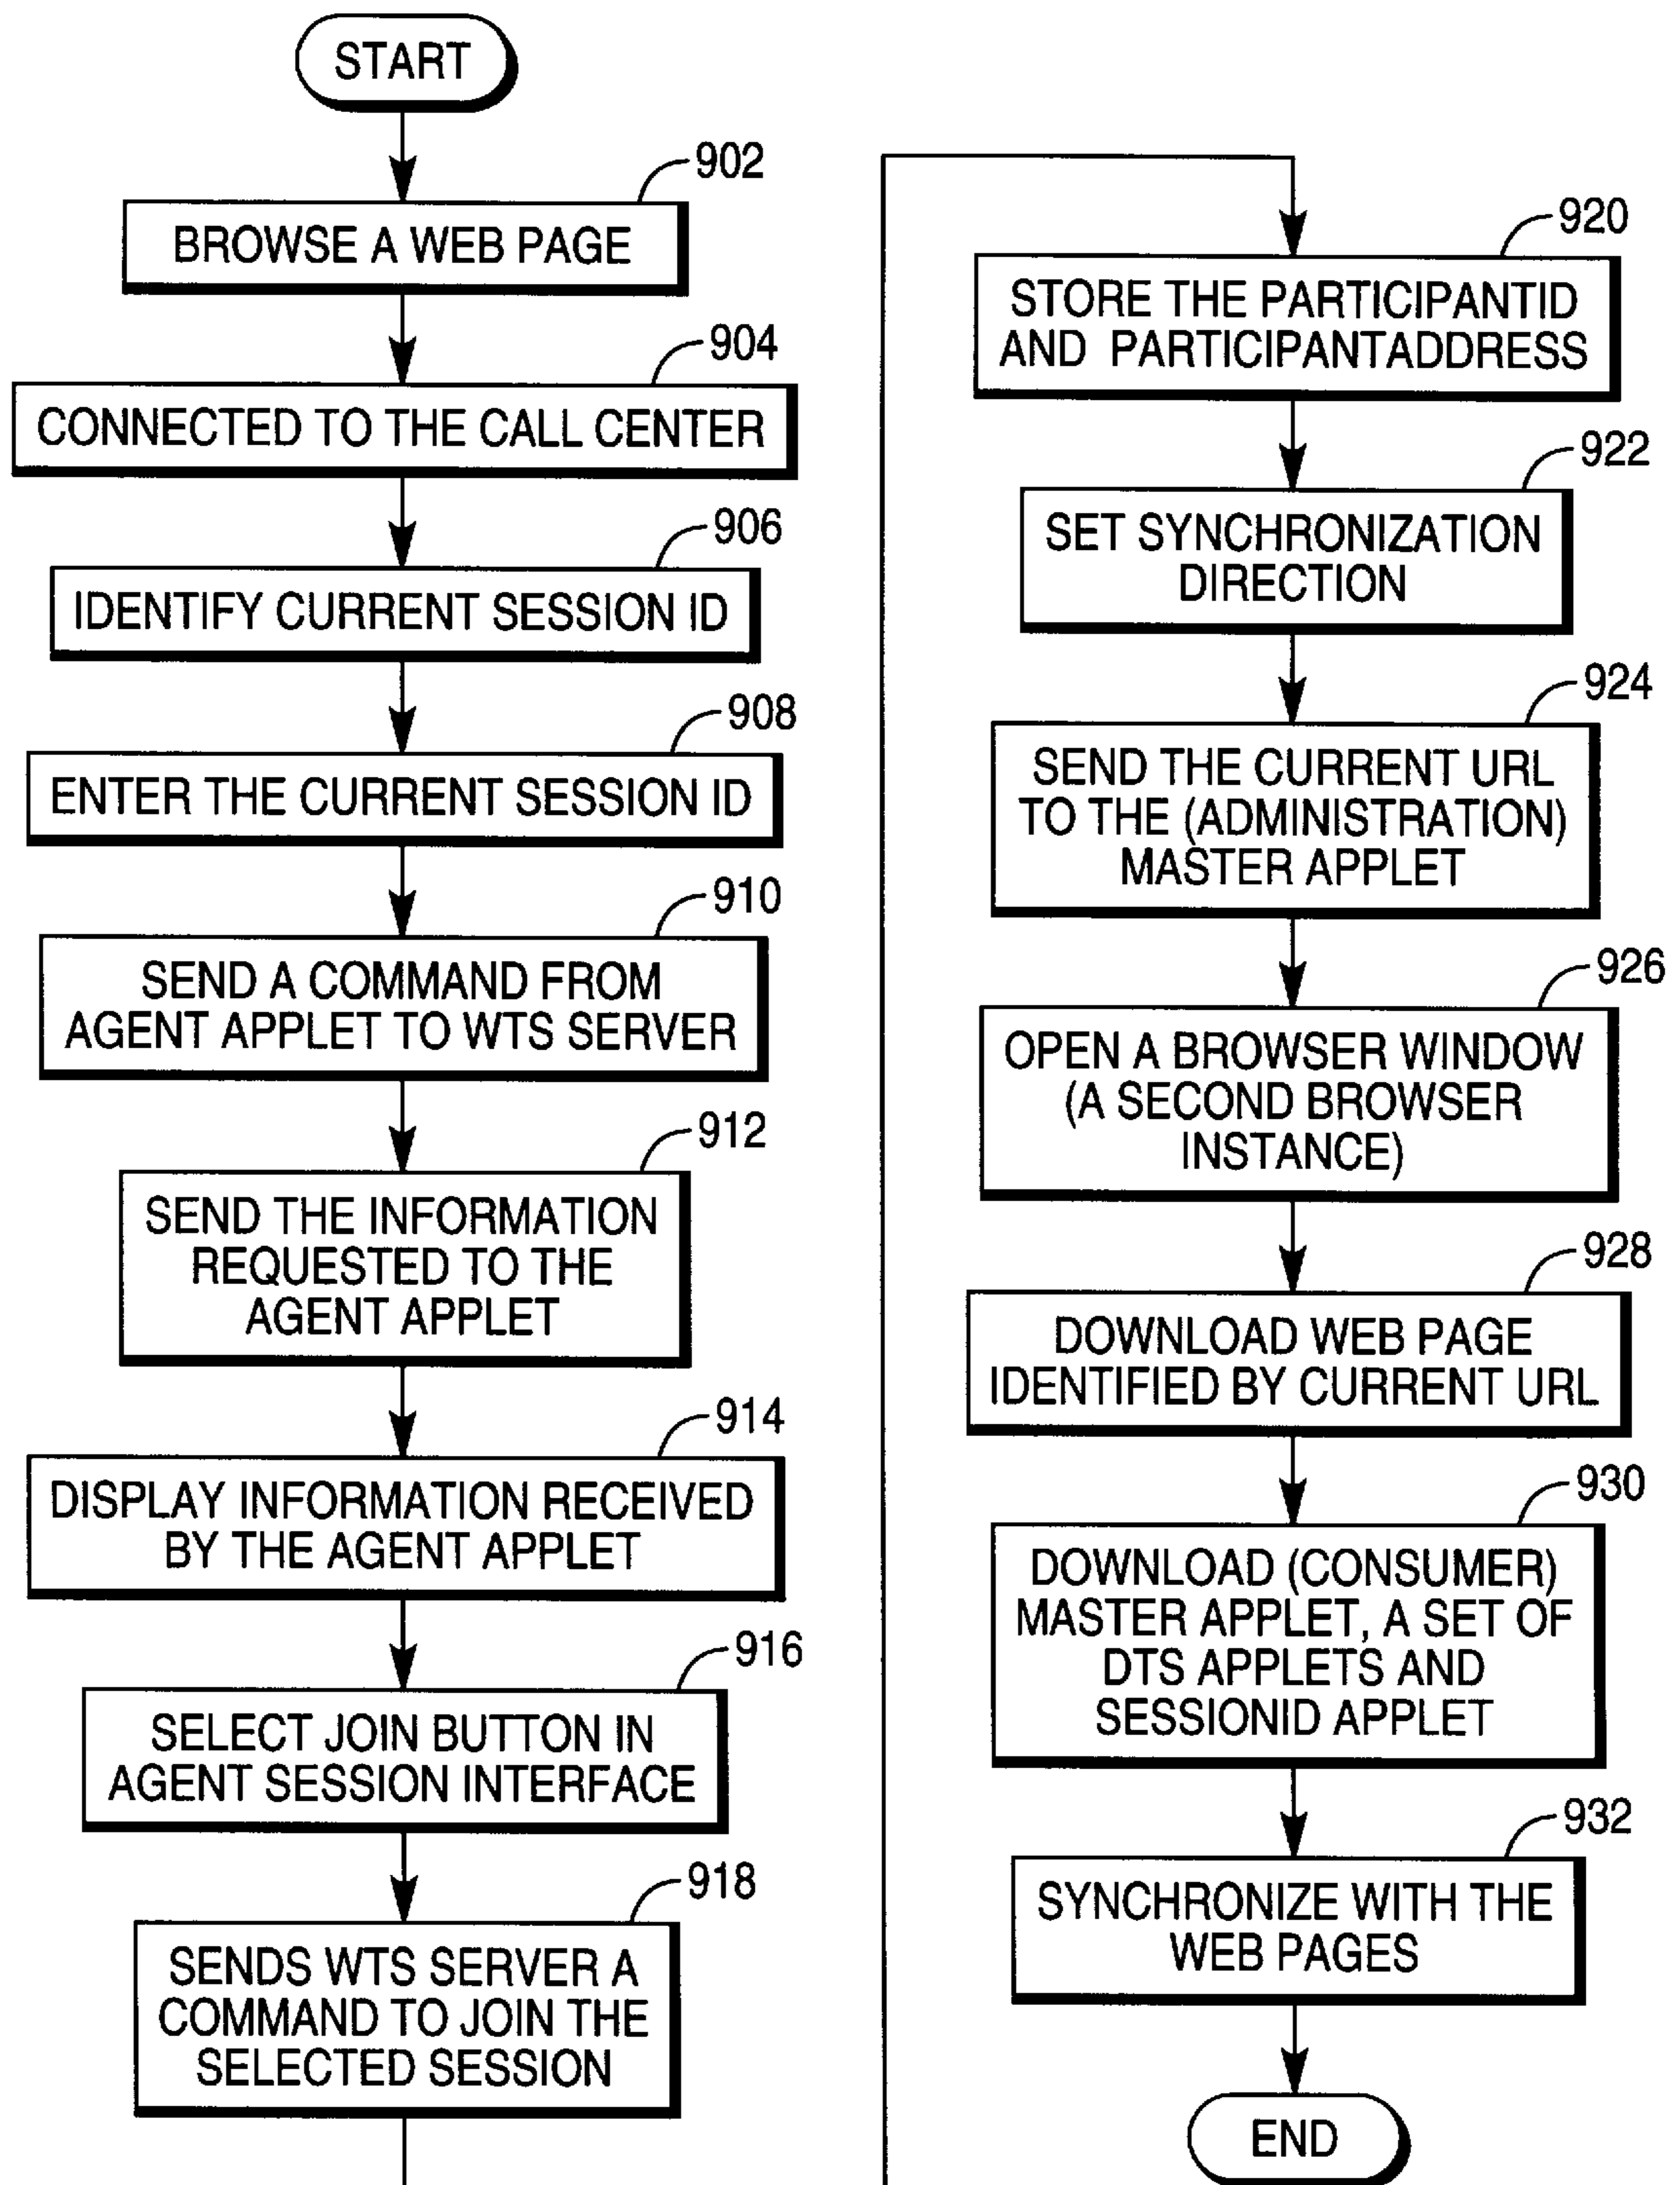 START
902
BROWSE A WEB PAGE
904
CONNECTED TO THE CALL CENTER
906
IDENTIFY CURRENT SESSION ID
908
ENTER THE CURRENT SESSION ID
910
SEND A COMMAND FROM
AGENT APPLET TO WTS SERVER
912
SEND THE INFORMATION
REQUESTED TO THE
AGENT APPLET
914
DISPLAY INFORMATION RECEIVED
BY THE AGENT APPLET
916
SELECT JOIN BUTTON IN
AGENT SESSION INTERFACE
918
SENDS WTS SERVER A
COMMAND TO JOIN THE
SELECTED SESSION
920
STORE THE PARTICIPANTID
AND PARTICIPANTADDRESS
922
SET SYNCHRONIZATION
DIRECTION
924
SEND THE CURRENT URL
TO THE (ADMINISTRATION)
MASTER APPLET
926
OPEN A BROWSER WINDOW
(A SECOND BROWSER
INSTANCE)
928
DOWNLOAD WEB PAGE
IDENTIFIED BY CURRENT URL
930
DOWNLOAD (CONSUMER)
MASTER APPLET, A SET OF
DTS APPLETS AND
SESSIONID APPLET
932
SYNCHRONIZE WITH THE
WEB PAGES
END